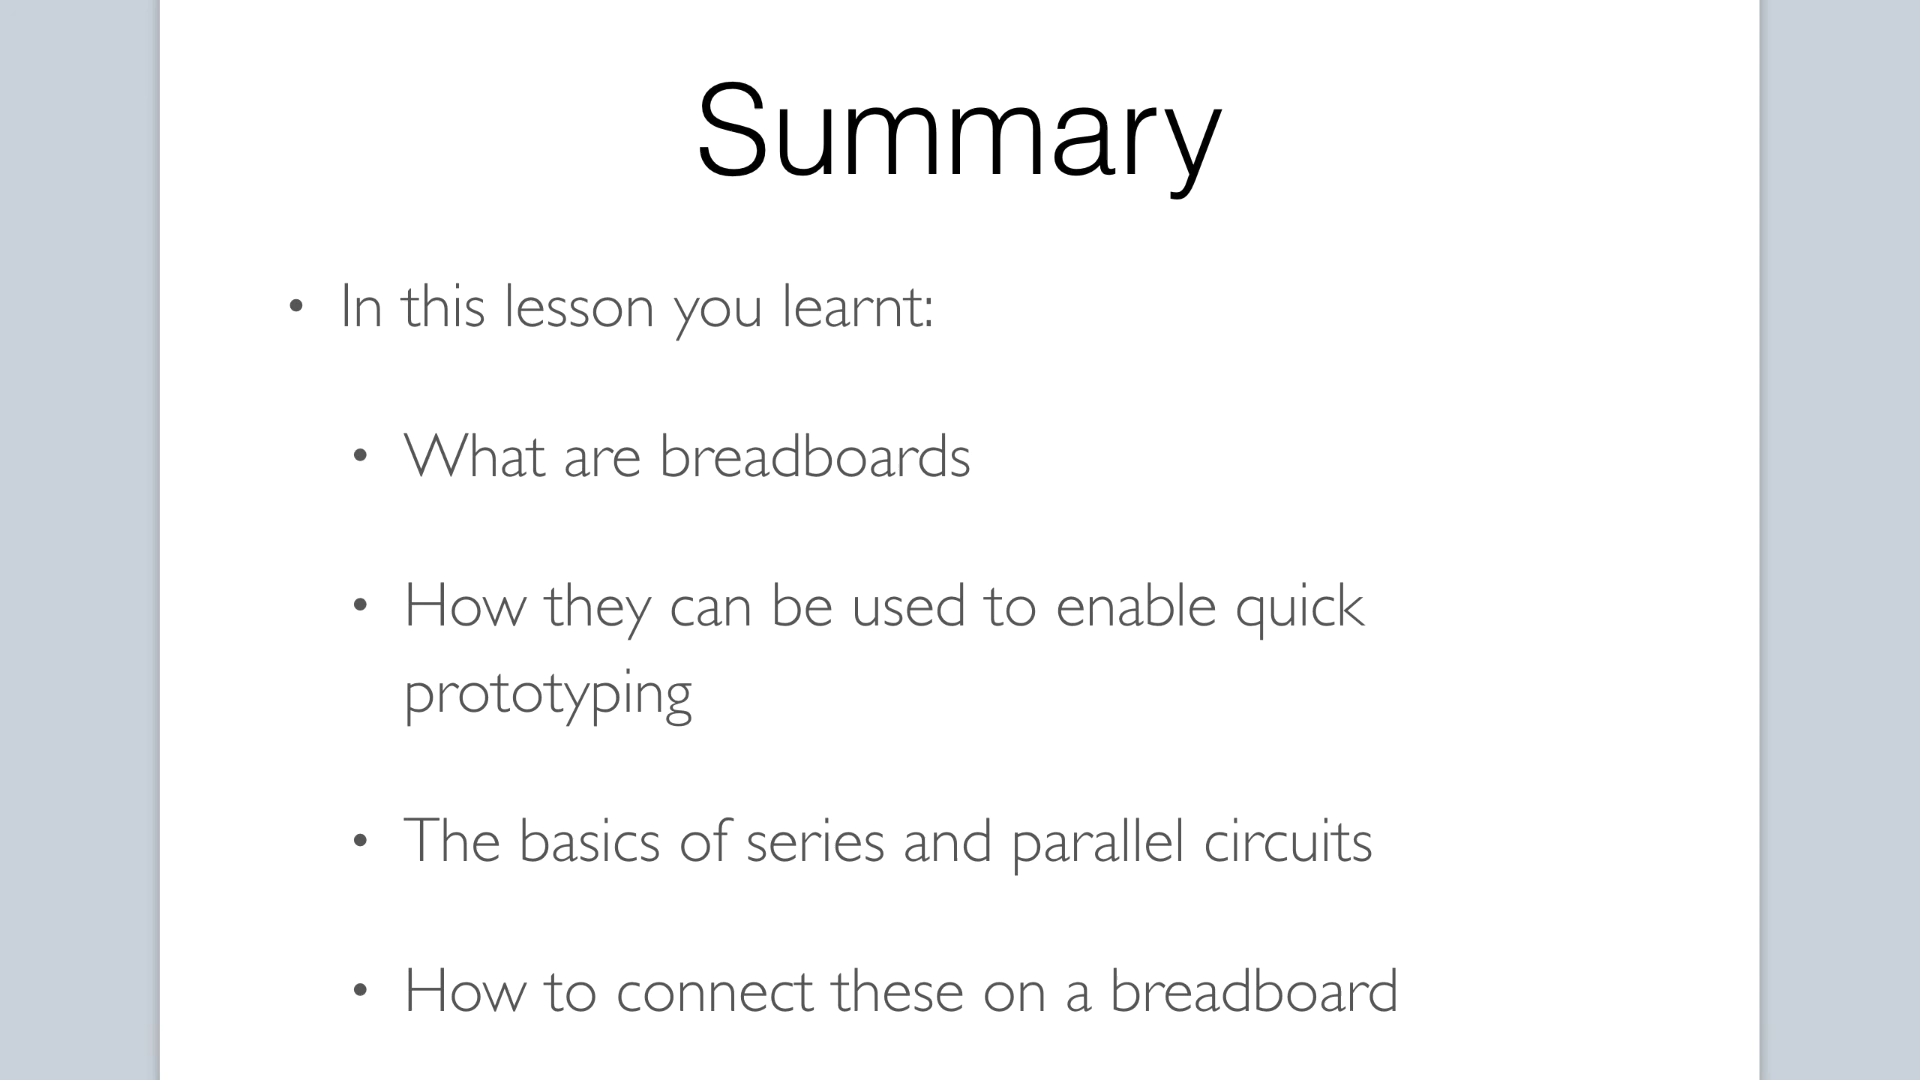 Summary
• In this lesson you learnt:
• What are breadboards
• How they can be used to enable quick
prototyping
• The basics of series and parallel circuits
• How to connect these on a breadboard